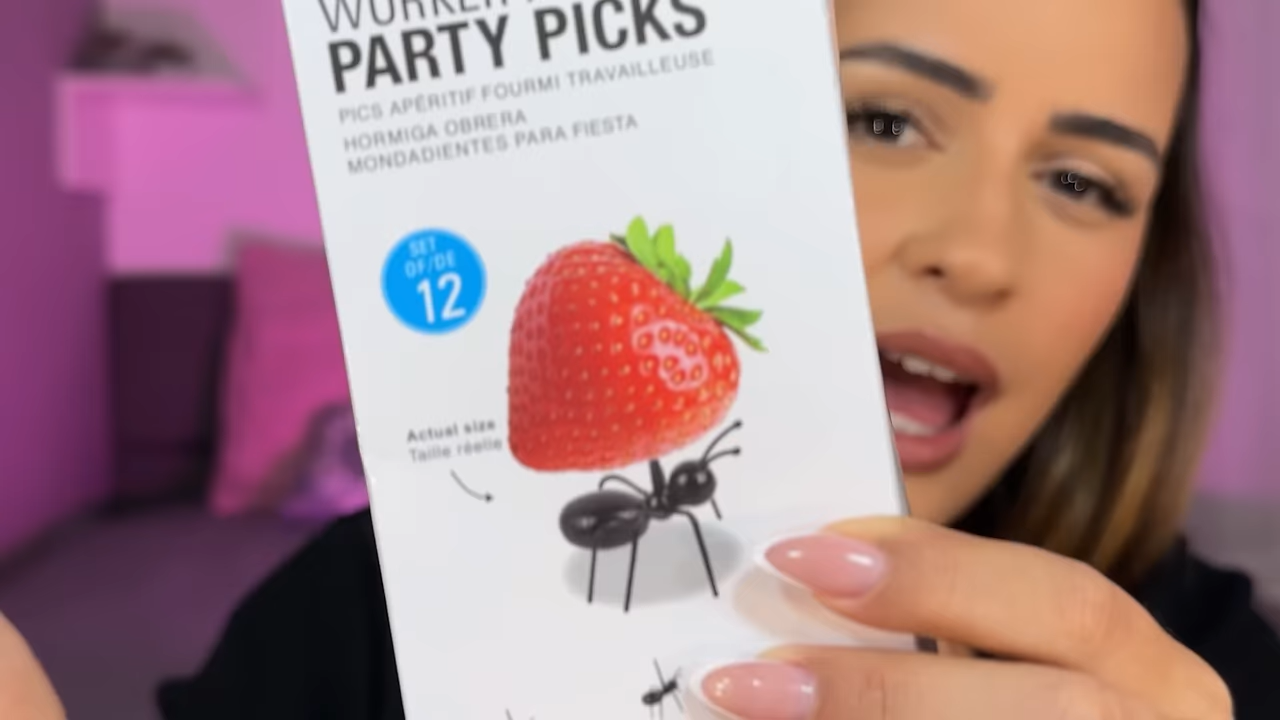 WORKER
PARTY PICKS
PICS APÉRITIF FOURMI TRAVAILLEUSE
HORMIGA OBRERA
MONDADIENTES PARA FIESTA
SET
OF/DE
12
Actual size
Taille réelle